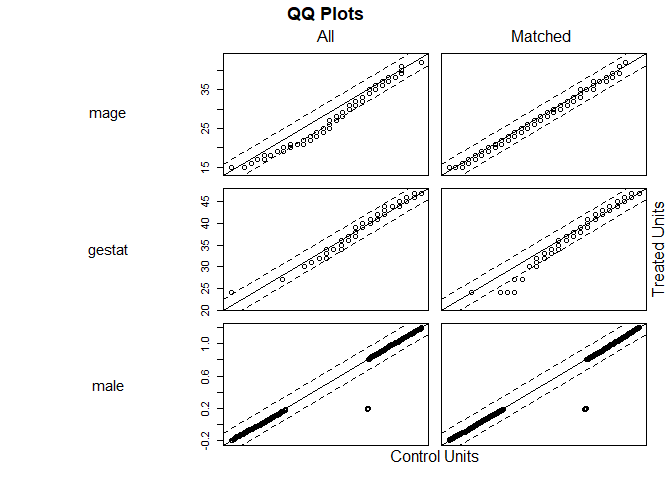 QQ Plots
All Matched
mage
15 25 35
gestat
20 25 30 35 40 45
male
-0.2 0.2 0.6 1.0
Control Units
Treated Units